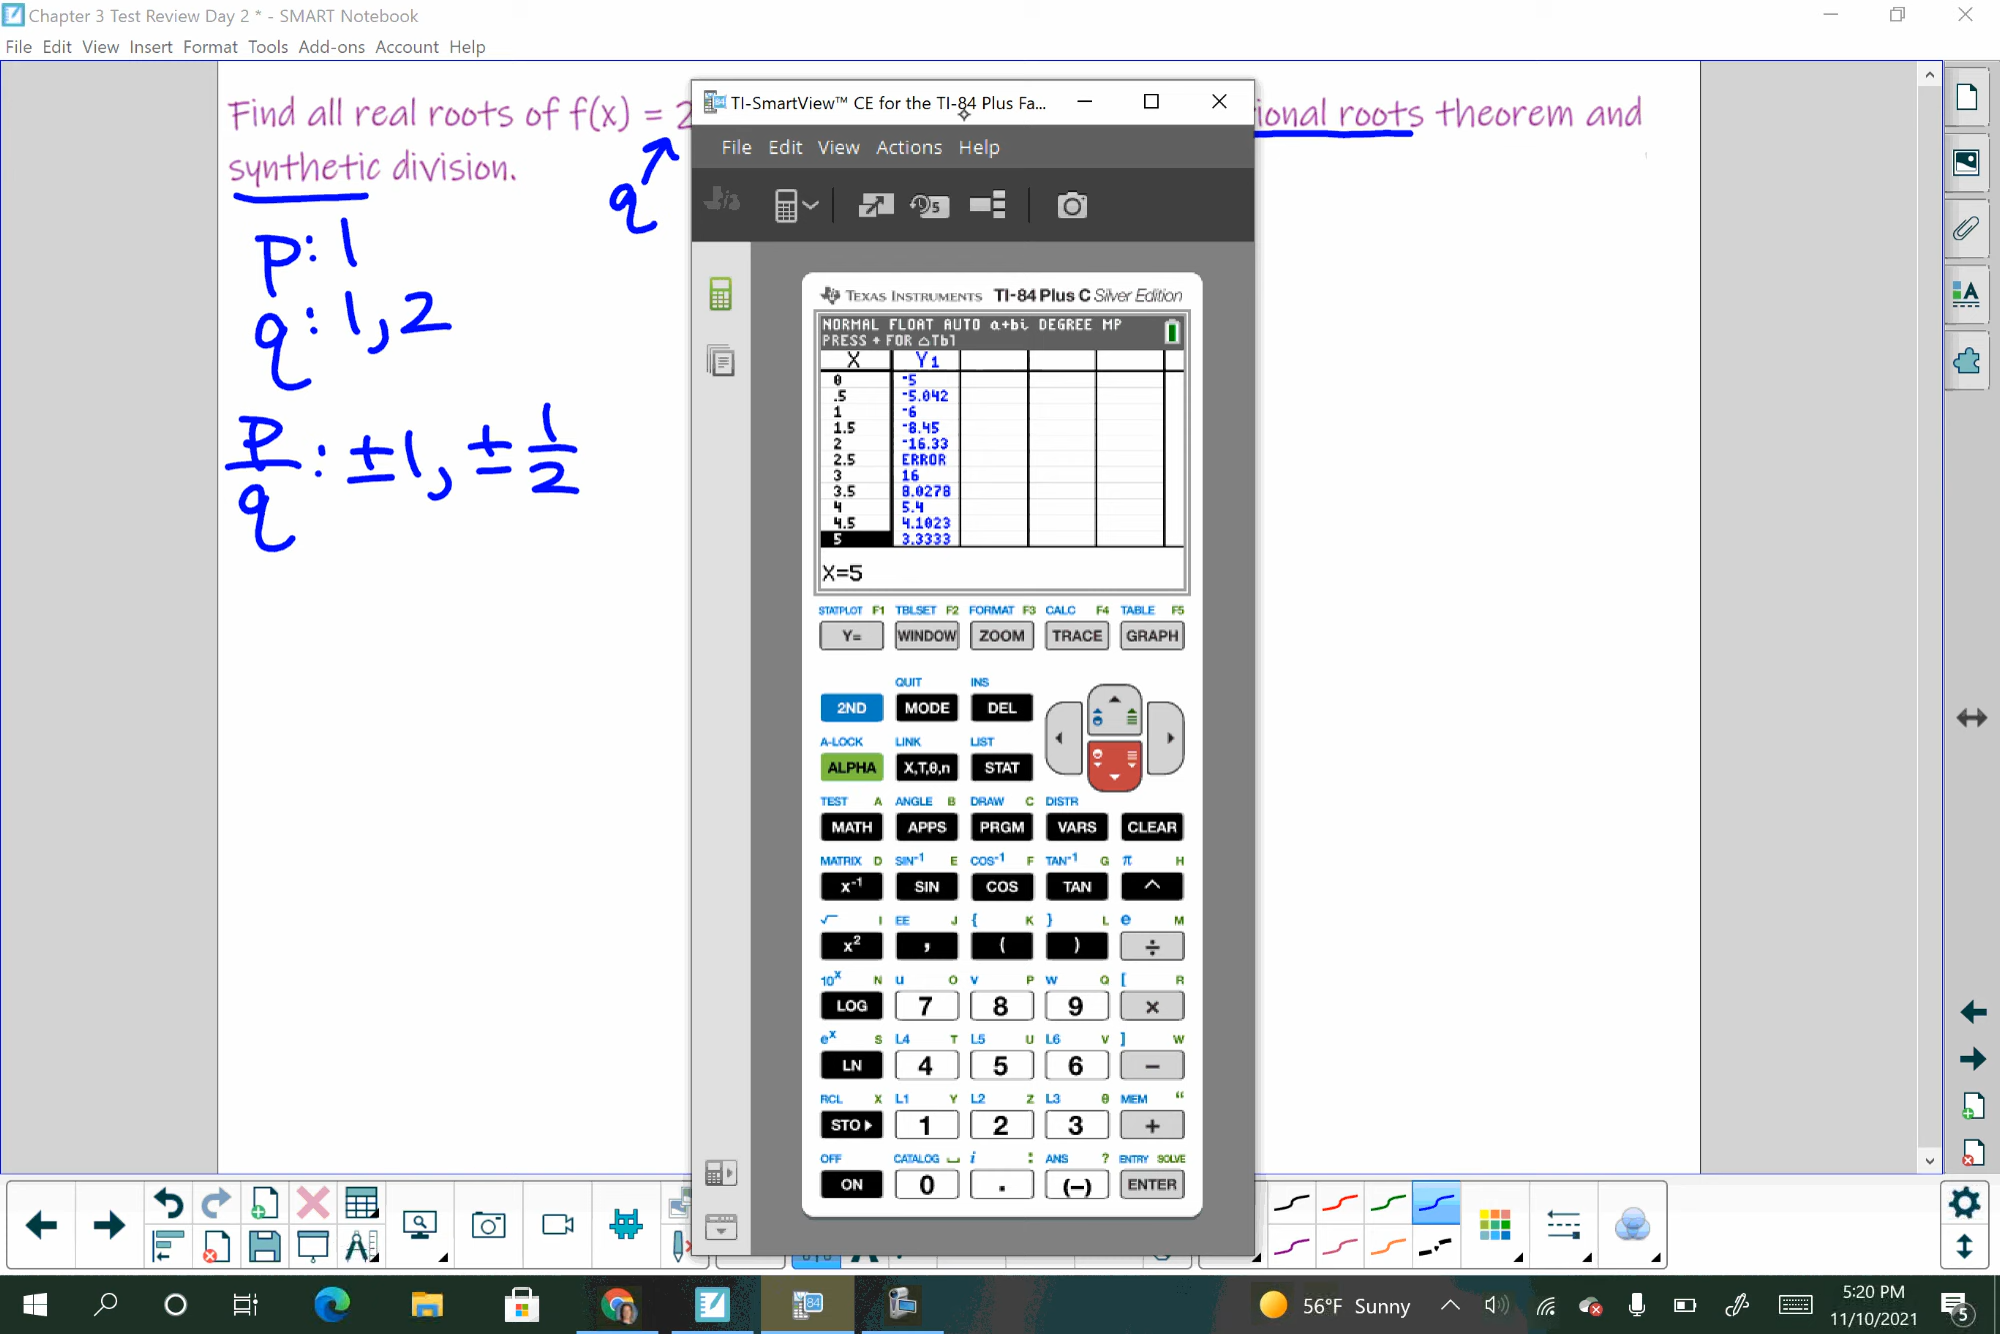 Chapter 3 Test Review Day 2 * - SMART Notebook
File Edit View Insert Format Tools Add-ons Account Help
Find all real roots of f(x) = 2
ional roots theorem and
synthetic division.
q
p: 1
q: 1, 2
p/q: ±1, ±1/2
TI-SmartView™ CE for the TI-84 Plus Fa...
File Edit View Actions Help
TEXAS INSTRUMENTS TI-84 Plus C Silver Edition
NORMAL FLOAT AUTO a+bi DEGREE MP
PRESS + FOR △Tbl
X Y1
0 -5
.5 -5.042
1 -6
1.5 -8.45
2 -16.33
2.5 ERROR
3 16
3.5 8.0278
4 5.4
4.5 4.1023
5 3.3333
X=5
STATPLOT F1 TBLSET F2 FORMAT F3 CALC F4 TABLE F5
Y= WINDOW ZOOM TRACE GRAPH
QUIT INS
2ND MODE DEL
A-LOCK LINK LIST
ALPHA X,T,θ,n STAT
TEST A ANGLE B DRAW C DISTR
MATH APPS PRGM VARS CLEAR
MATRIX D SIN⁻¹ E COS⁻¹ F TAN⁻¹ G π H
x⁻¹ SIN COS TAN ^
√ I EE J { K } L e M
x² , ( ) ÷
10ˣ N u O v P w Q [ R
LOG 7 8 9 ×
eˣ S L4 T L5 U L6 V ] W
LN 4 5 6 −
RCL X L1 Y L2 Z L3 θ MEM "
STO▶ 1 2 3 +
OFF CATALOG ⎵ i : ANS ? ENTRY SOLVE
ON 0 . (−) ENTER
56°F Sunny
5:20 PM
11/10/2021
5